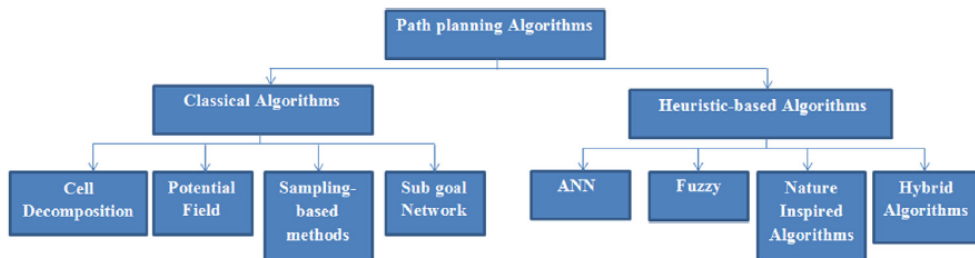 Path planning Algorithms
Classical Algorithms
Heuristic-based Algorithms
Cell
Decomposition
Potential
Field
Sampling-
based
methods
Sub goal
Network
ANN
Fuzzy
Nature
Inspired
Algorithms
Hybrid
Algorithms